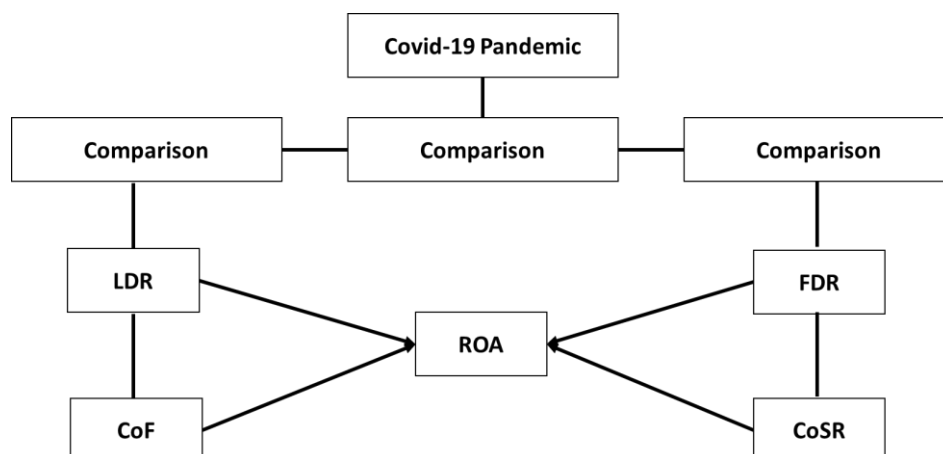 Covid-19 Pandemic
Comparison
Comparison
Comparison
LDR
FDR
ROA
CoF
CoSR